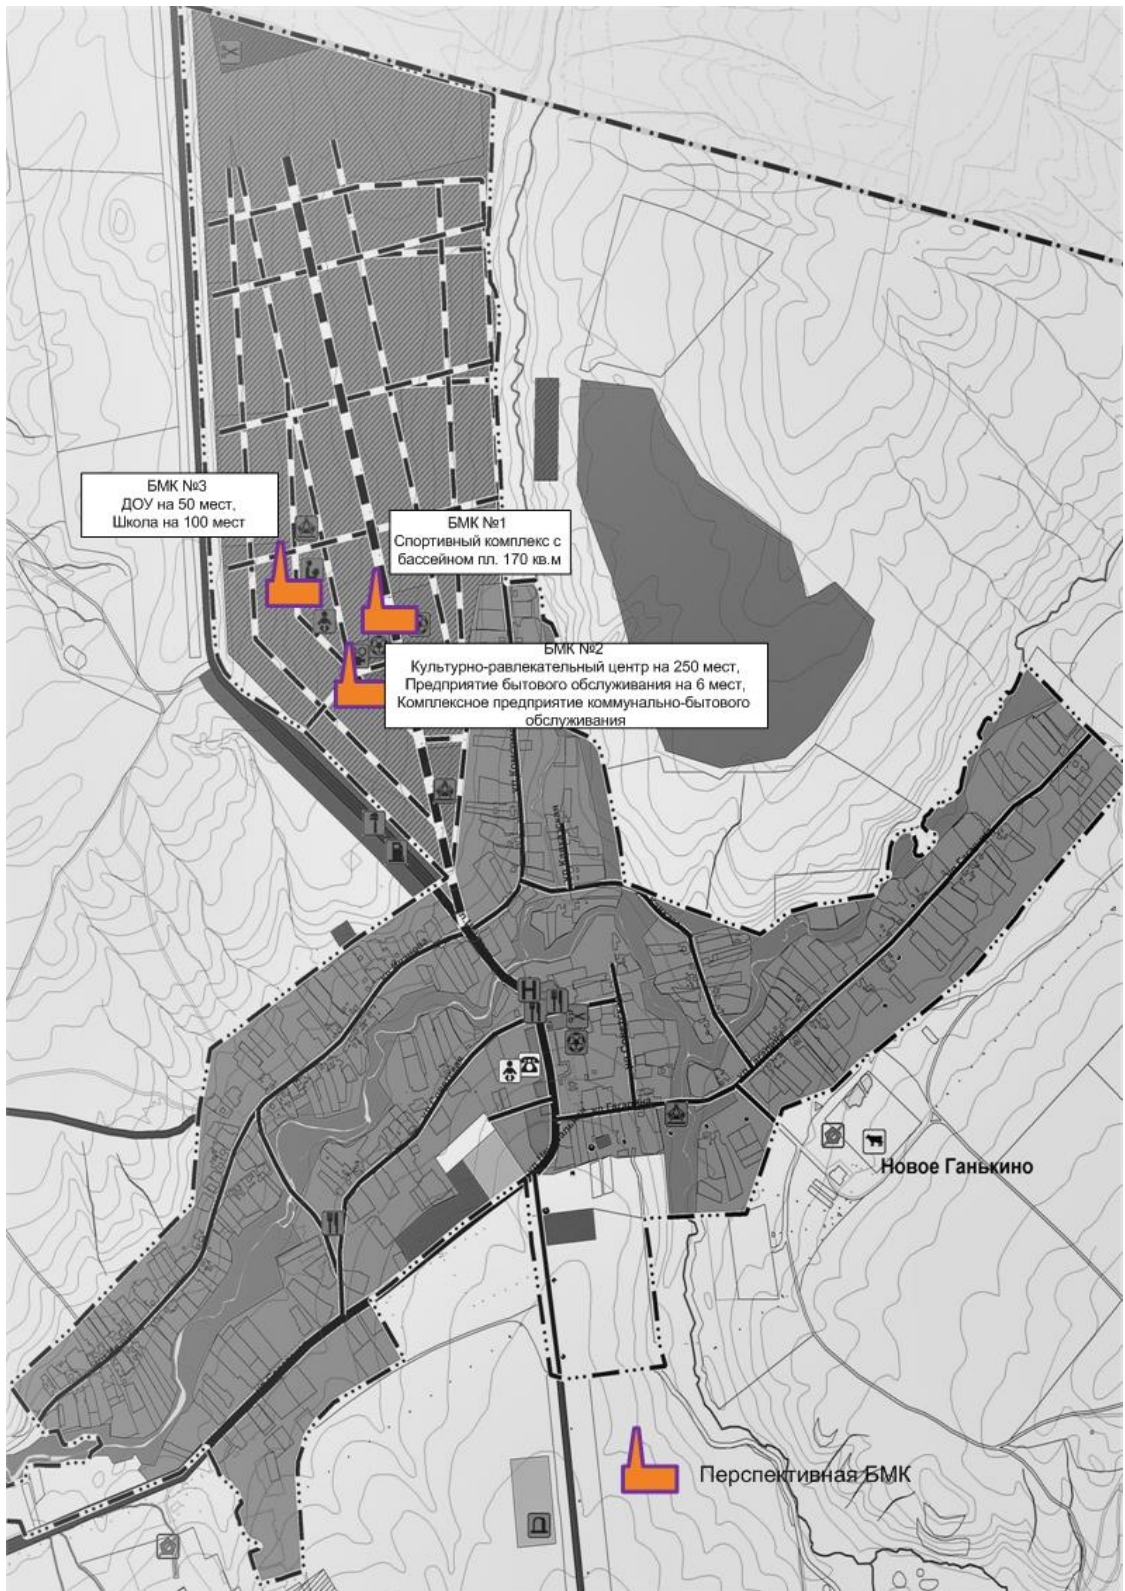 БМК №3
ДОУ на 50 мест,
Школа на 100 мест
БМК №1
Спортивный комплекс с
бассейном пл. 170 кв.м
БМК №2
Культурно-равлекательный центр на 250 мест,
Предприятие бытового обслуживания на 6 мест,
Комплексное предприятие коммунально-бытового
обслуживания
H
ул Гагарина
Новое Ганькино
Перспективная БМК